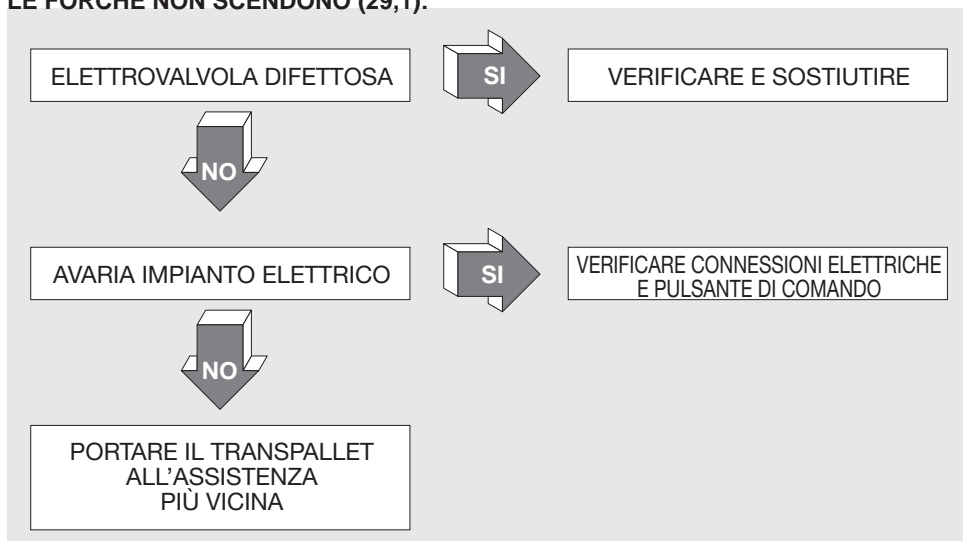 LE FORCHE NON SCENDONO (29,1):
ELETTROVALVOLA DIFETTOSA
SI
VERIFICARE E SOSTIUTIRE
NO
AVARIA IMPIANTO ELETTRICO
SI
VERIFICARE CONNESSIONI ELETTRICHE
E PULSANTE DI COMANDO
NO
PORTARE IL TRANSPALLET
ALL'ASSISTENZA
PIÙ VICINA